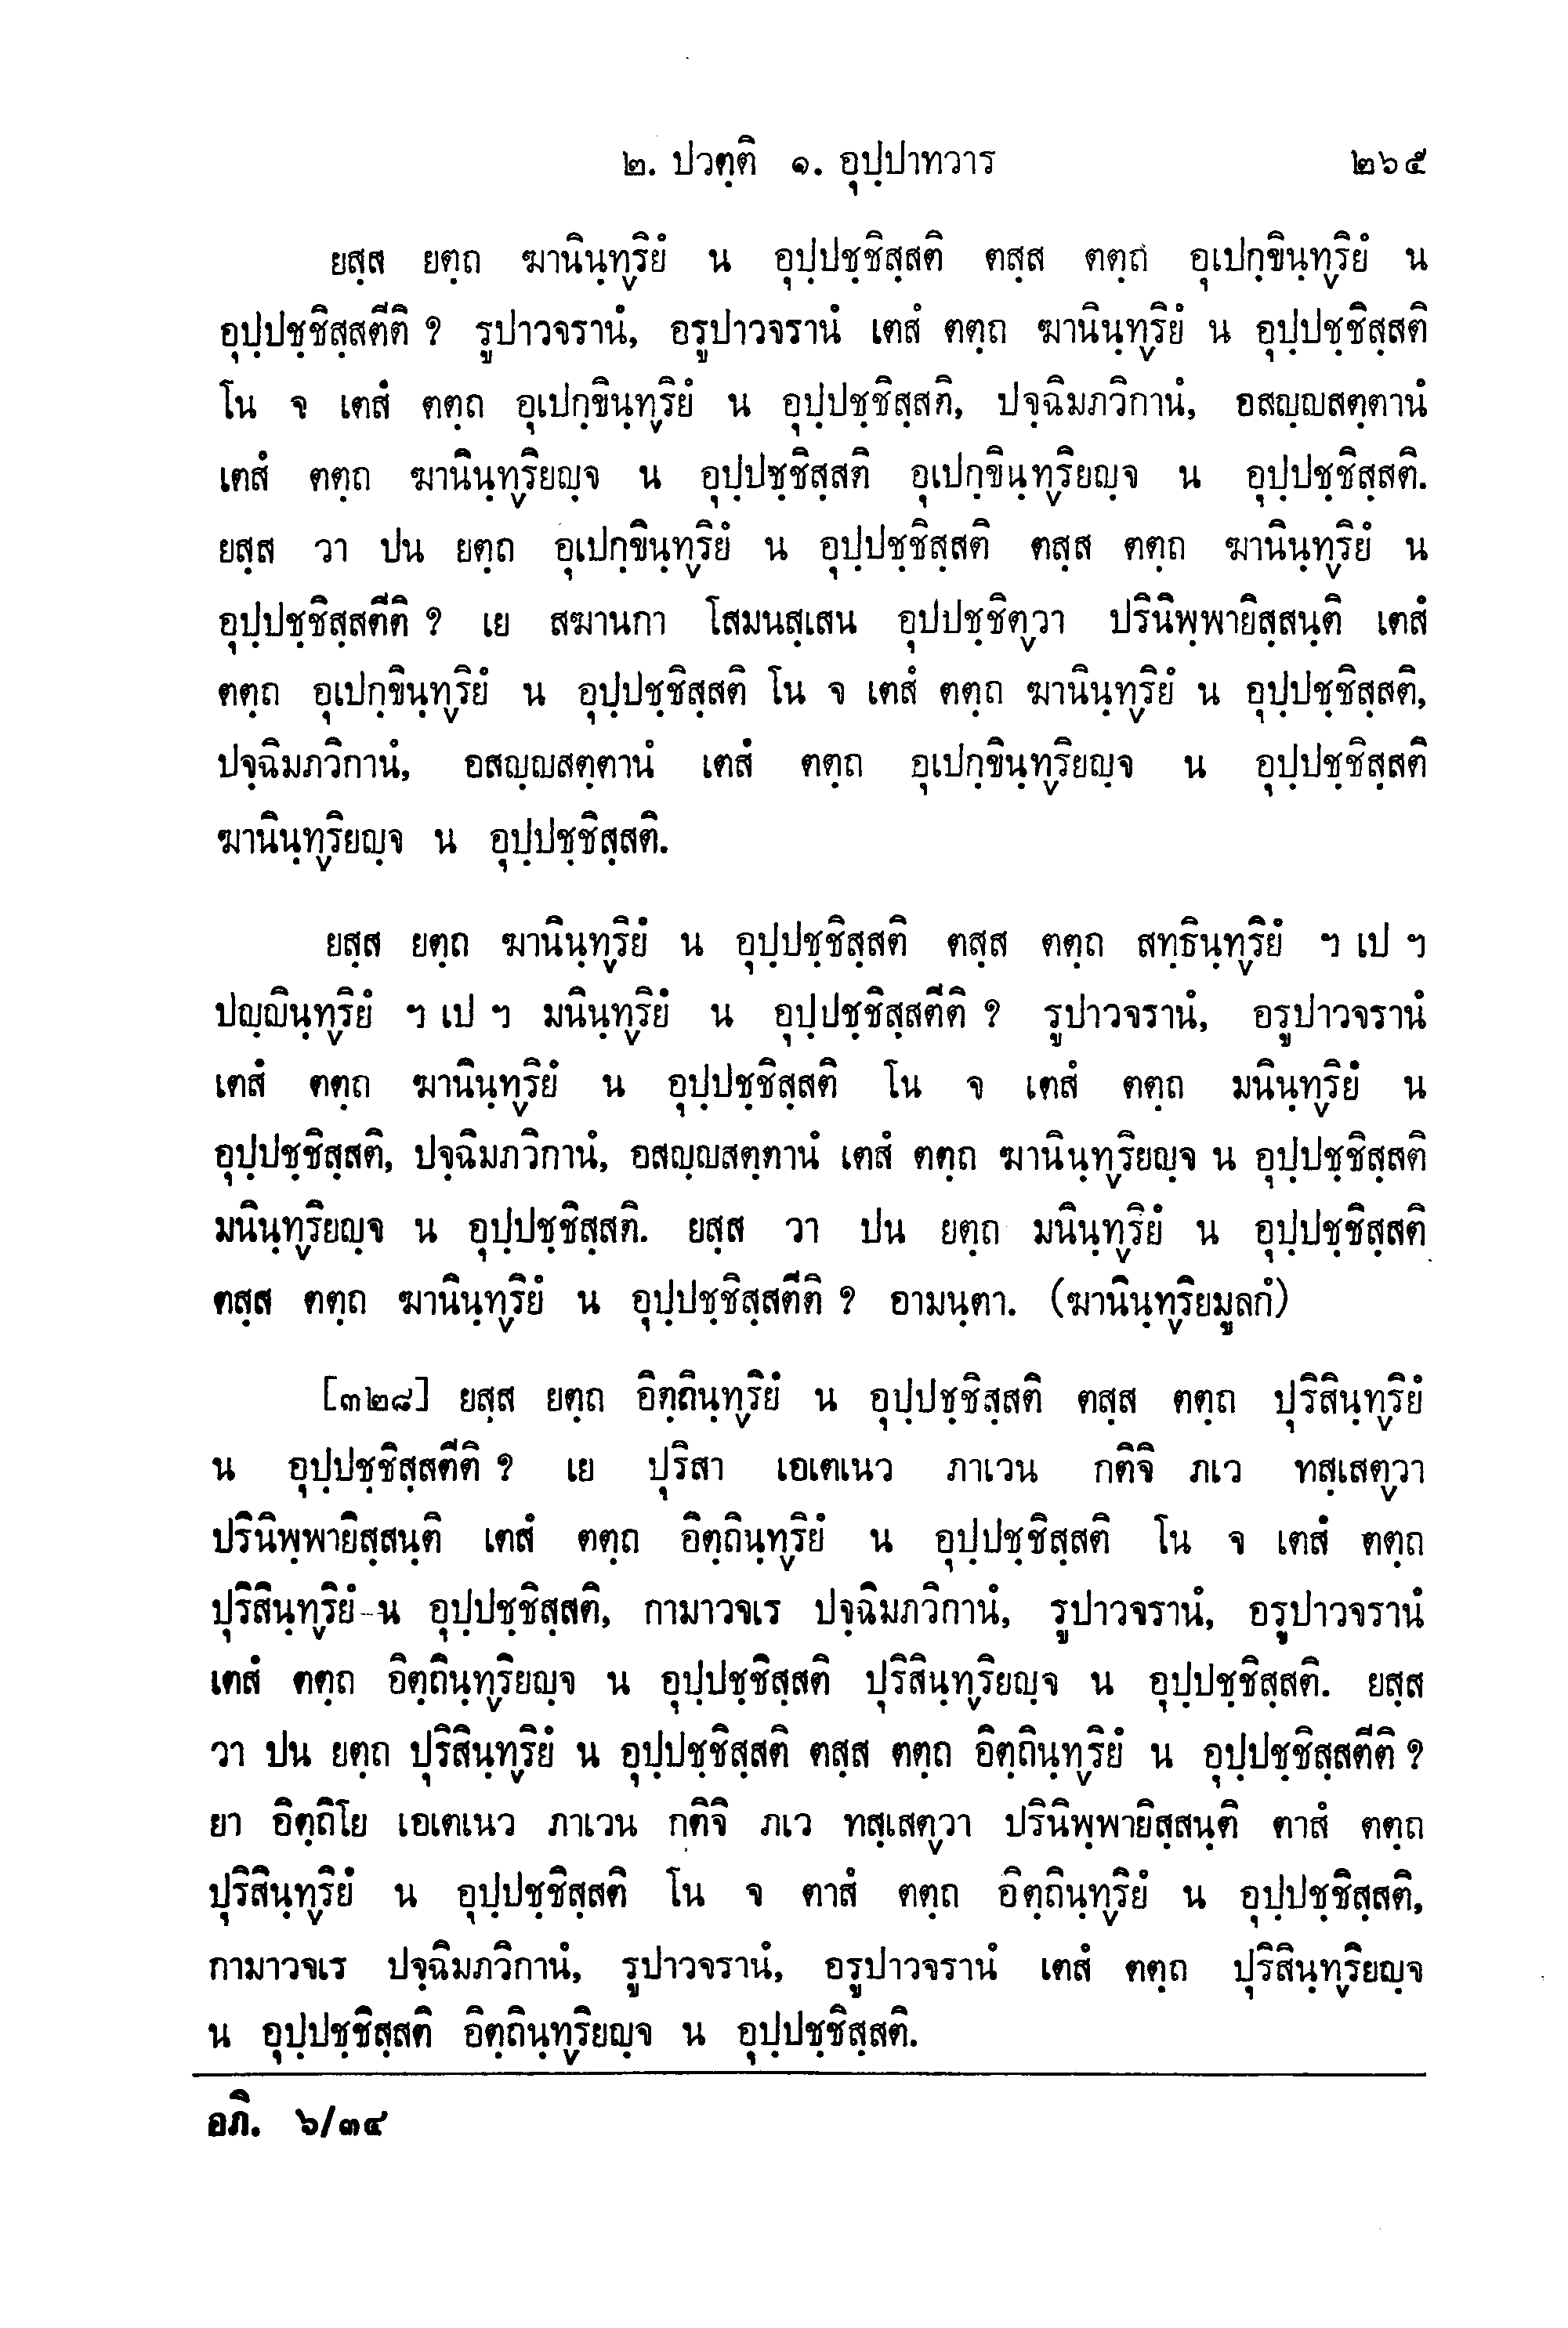 ๒. ปวตฺติ ๑. อุปฺปาทวาร ๒๖๕
ยสฺส ยตฺถ ฆานินฺทฺริยํ น อุปฺปชฺชิสฺสติ ตสฺส ตตฺถ อุเปกฺขินฺทฺริยํ น
อุปฺปชฺชิสฺสตีติ ? รูปาวจรานํ, อรูปาวจรานํ เตสํ ตตฺถ ฆานินฺทฺริยํ น อุปฺปชฺชิสฺสติ
โน จ เตสํ ตตฺถ อุเปกฺขินฺทฺริยํ น อุปฺปชฺชิสฺสติ, ปจฺฉิมภวิกานํ, อสญฺญสตฺตานํ
เตสํ ตตฺถ ฆานินฺทฺริยญฺจ น อุปฺปชฺชิสฺสติ อุเปกฺขินฺทฺริยญฺจ น อุปฺปชฺชิสฺสติ.
ยสฺส วา ปน ยตฺถ อุเปกฺขินฺทฺริยํ น อุปฺปชฺชิสฺสติ ตสฺส ตตฺถ ฆานินฺทฺริยํ น
อุปฺปชฺชิสฺสตีติ ? เย สฆานกา โสมนสฺเสน อุปปชฺชิตฺวา ปรินิพฺพายิสฺสนฺติ เตสํ
ตตฺถ อุเปกฺขินฺทฺริยํ น อุปฺปชฺชิสฺสติ โน จ เตสํ ตตฺถ ฆานินฺทฺริยํ น อุปฺปชฺชิสฺสติ,
ปจฺฉิมภวิกานํ, อสญฺญสตฺตานํ เตสํ ตตฺถ อุเปกฺขินฺทฺริยญฺจ น อุปฺปชฺชิสฺสติ
ฆานินฺทฺริยญฺจ น อุปฺปชฺชิสฺสติ.
ยสฺส ยตฺถ ฆานินฺทฺริยํ น อุปฺปชฺชิสฺสติ ตสฺส ตตฺถ สทฺธินฺทฺริยํ ฯ เป ฯ
ปญฺญินฺทฺริยํ ฯ เป ฯ มนินฺทฺริยํ น อุปฺปชฺชิสฺสตีติ ? รูปาวจรานํ, อรูปาวจรานํ
เตสํ ตตฺถ ฆานินฺทฺริยํ น อุปฺปชฺชิสฺสติ โน จ เตสํ ตตฺถ มนินฺทฺริยํ น
อุปฺปชฺชิสฺสติ, ปจฺฉิมภวิกานํ, อสญฺญสตฺตานํ เตสํ ตตฺถ ฆานินฺทฺริยญฺจ น อุปฺปชฺชิสฺสติ
มนินฺทฺริยญฺจ น อุปฺปชฺชิสฺสติ. ยสฺส วา ปน ยตฺถ มนินฺทฺริยํ น อุปฺปชฺชิสฺสติ
ตสฺส ตตฺถ ฆานินฺทฺริยํ น อุปฺปชฺชิสฺสตีติ ? อามนฺตา. (ฆานินฺทฺริยมูลกํ)
[๓๒๘] ยสฺส ยตฺถ อิตฺถินฺทฺริยํ น อุปฺปชฺชิสฺสติ ตสฺส ตตฺถ ปุริสินฺทฺริยํ
น อุปฺปชฺชิสฺสตีติ ? เย ปุริสา เอเตเนว ภาเวน กติจิ ภเว ทสฺเสตฺวา
ปรินิพฺพายิสฺสนฺติ เตสํ ตตฺถ อิตฺถินฺทฺริยํ น อุปฺปชฺชิสฺสติ โน จ เตสํ ตตฺถ
ปุริสินฺทฺริยํ น อุปฺปชฺชิสฺสติ, กามาวจเร ปจฺฉิมภวิกานํ, รูปาวจรานํ, อรูปาวจรานํ
เตสํ ตตฺถ อิตฺถินฺทฺริยญฺจ น อุปฺปชฺชิสฺสติ ปุริสินฺทฺริยญฺจ น อุปฺปชฺชิสฺสติ. ยสฺส
วา ปน ยตฺถ ปุริสินฺทฺริยํ น อุปฺปชฺชิสฺสติ ตสฺส ตตฺถ อิตฺถินฺทฺริยํ น อุปฺปชฺชิสฺสตีติ ?
ยา อิตฺถิโย เอเตเนว ภาเวน กติจิ ภเว ทสฺเสตฺวา ปรินิพฺพายิสฺสนฺติ ตาสํ ตตฺถ
ปุริสินฺทฺริยํ น อุปฺปชฺชิสฺสติ โน จ ตาสํ ตตฺถ อิตฺถินฺทฺริยํ น อุปฺปชฺชิสฺสติ,
กามาวจเร ปจฺฉิมภวิกานํ, รูปาวจรานํ, อรูปาวจรานํ เตสํ ตตฺถ ปุริสินฺทฺริยญฺจ
น อุปฺปชฺชิสฺสติ อิตฺถินฺทฺริยญฺจ น อุปฺปชฺชิสฺสติ.
อภิ. ๖/๓๔